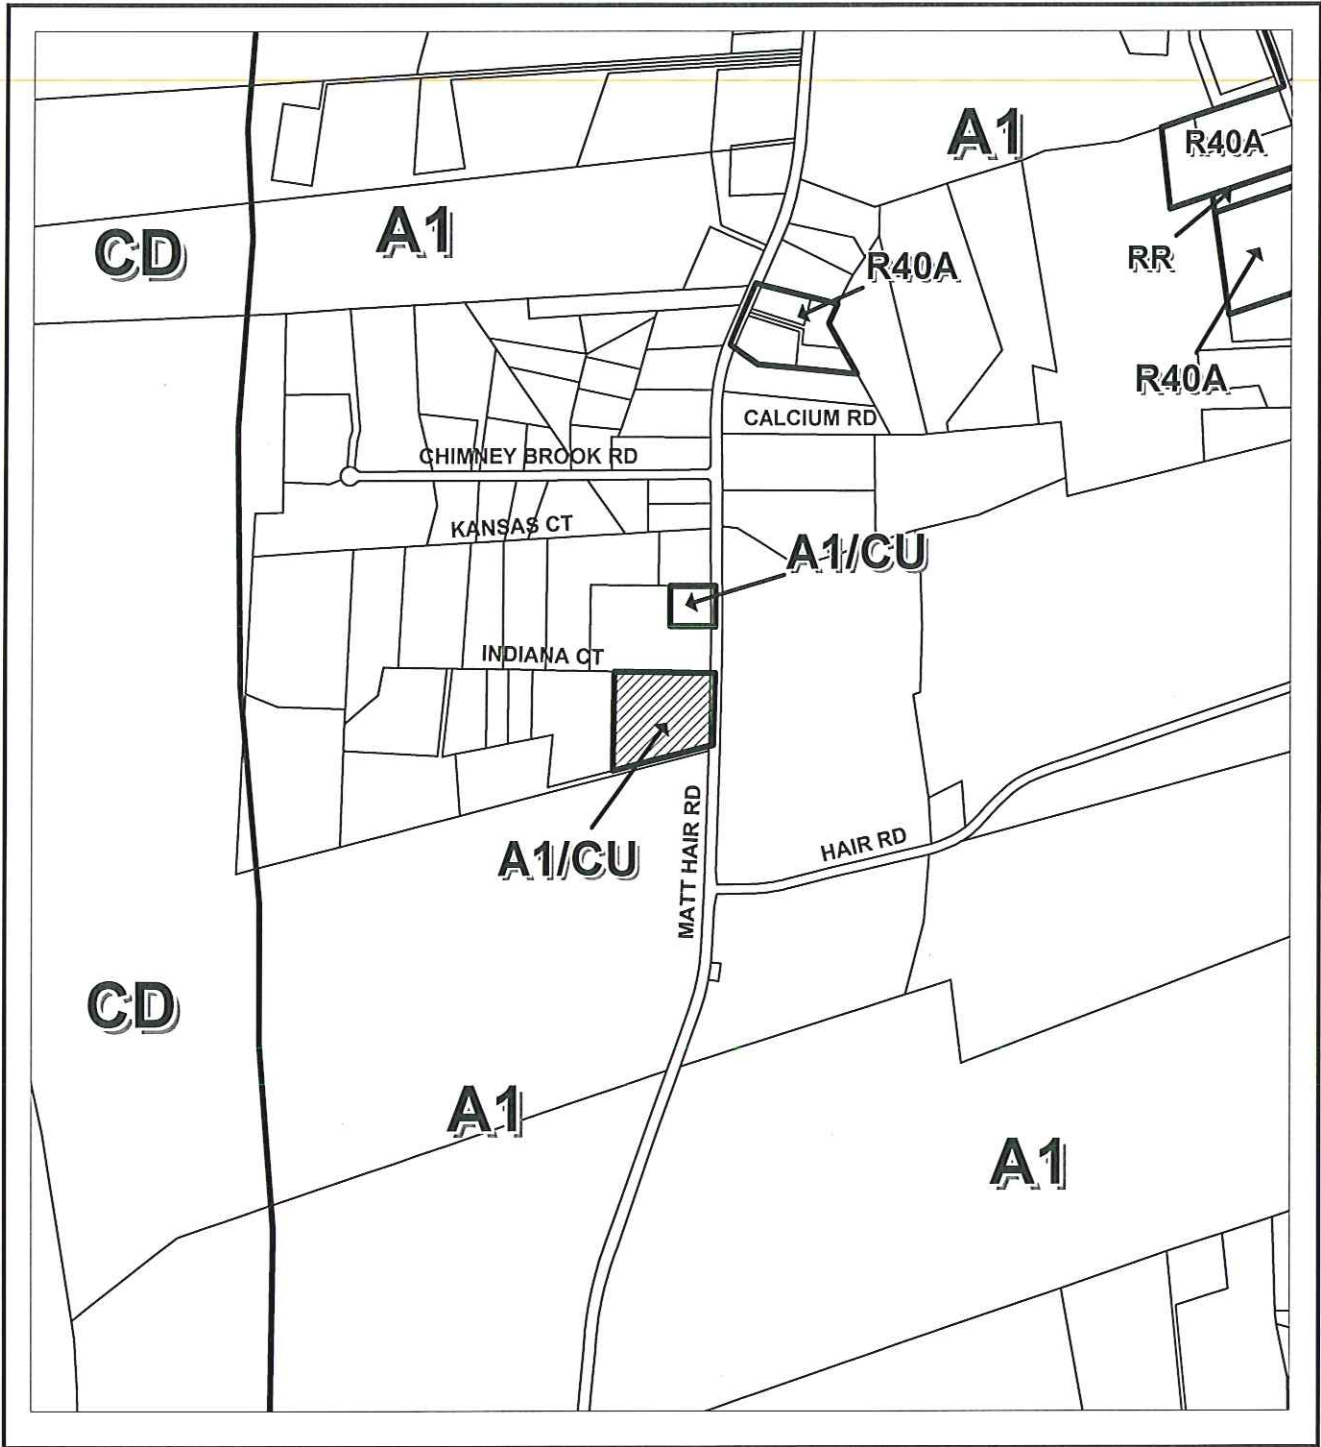 A1
R40A
A1
CD
RR
R40A
R40A
CALCIUM RD
CHIMNEY BROOK RD
KANSAS CT
A1/CU
INDIANA CT
MATT HAIR RD
HAIR RD
A1/CU
CD
A1
A1